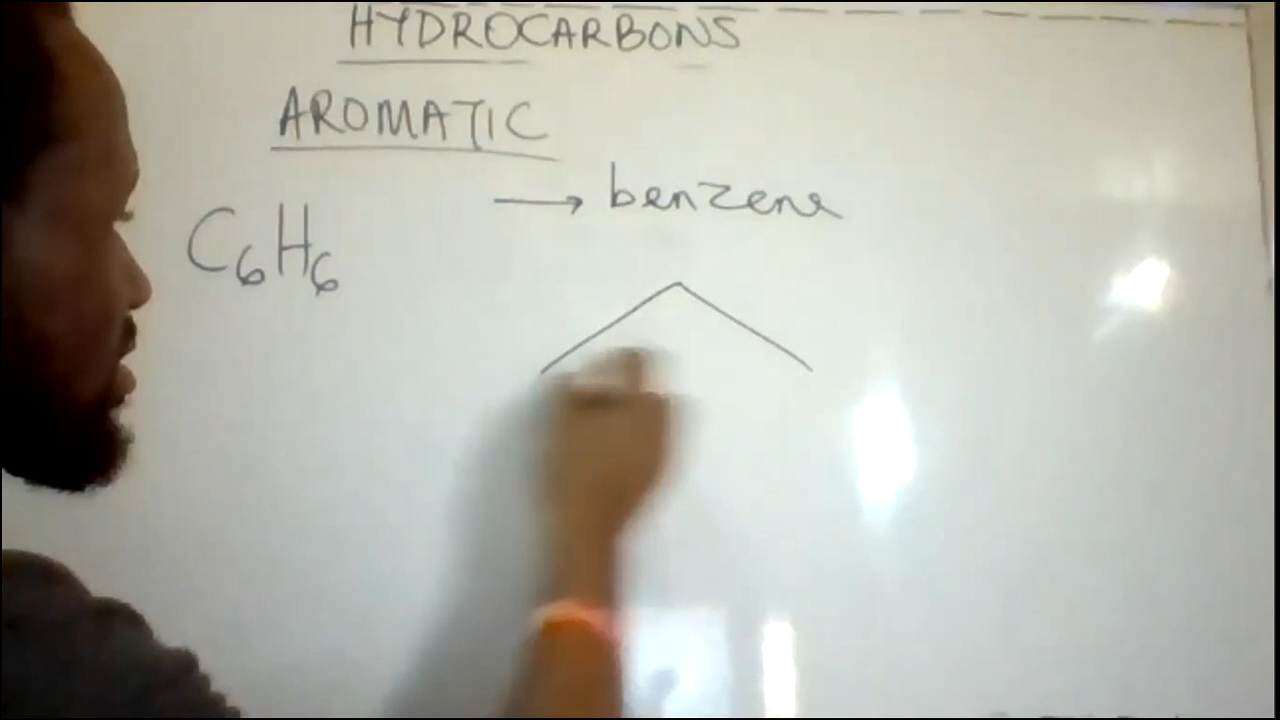 HYDROCARBONS
AROMATIC
→ benzene
C₆H₆